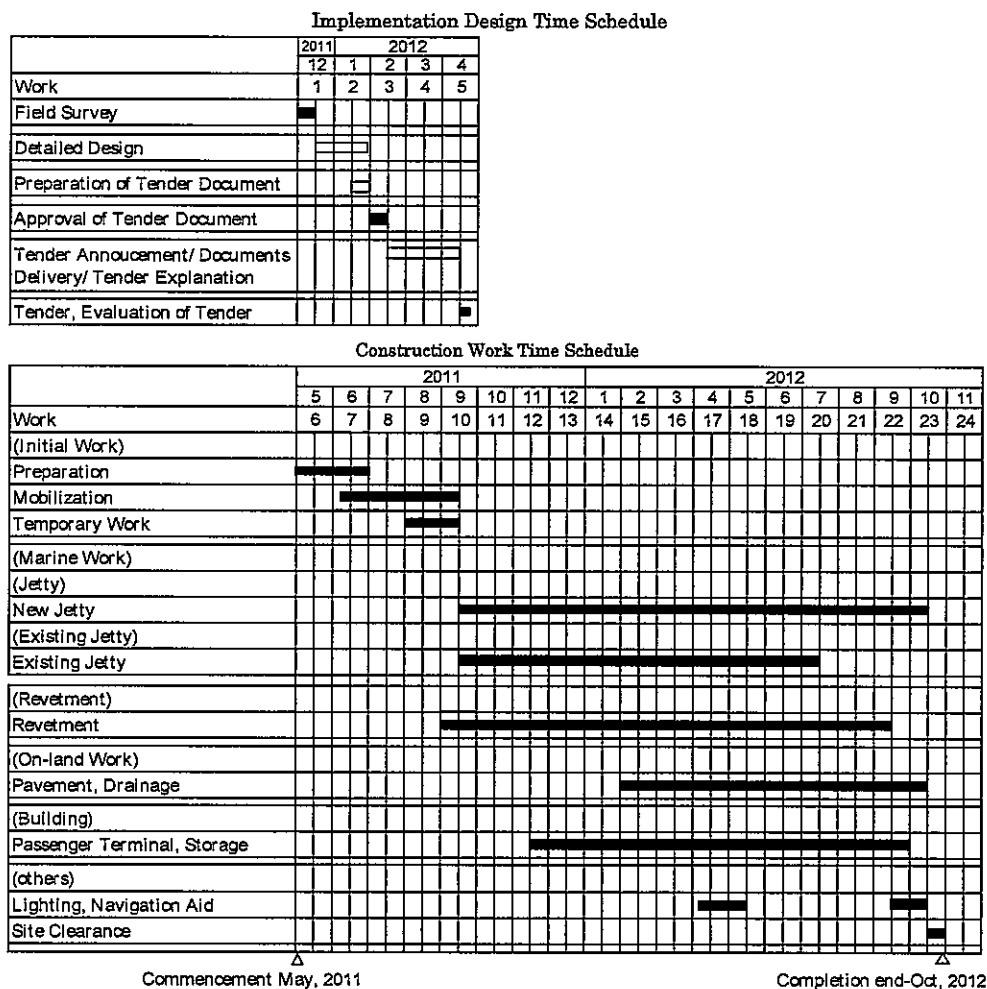 Implementation Design Time Schedule
2011 2012
12 1 2 3 4
Work 1 2 3 4 5
Field Survey
Detailed Design
Preparation of Tender Document
Approval of Tender Document
Tender Annoucement/ Documents
Delivery/ Tender Explanation
Tender, Evaluation of Tender
Construction Work Time Schedule
2011 2012
5 6 7 8 9 10 11 12 1 2 3 4 5 6 7 8 9 10 11
Work 6 7 8 9 10 11 12 13 14 15 16 17 18 19 20 21 22 23 24
(Initial Work)
Preparation
Mobilization
Temporary Work
(Marine Work)
(Jetty)
New Jetty
(Existing Jetty)
Existing Jetty
(Revetment)
Revetment
(On-land Work)
Pavement, Drainage
(Building)
Passenger Terminal, Storage
(others)
Lighting, Navigation Aid
Site Clearance
Commencement May, 2011 Completion end-Oct, 2012